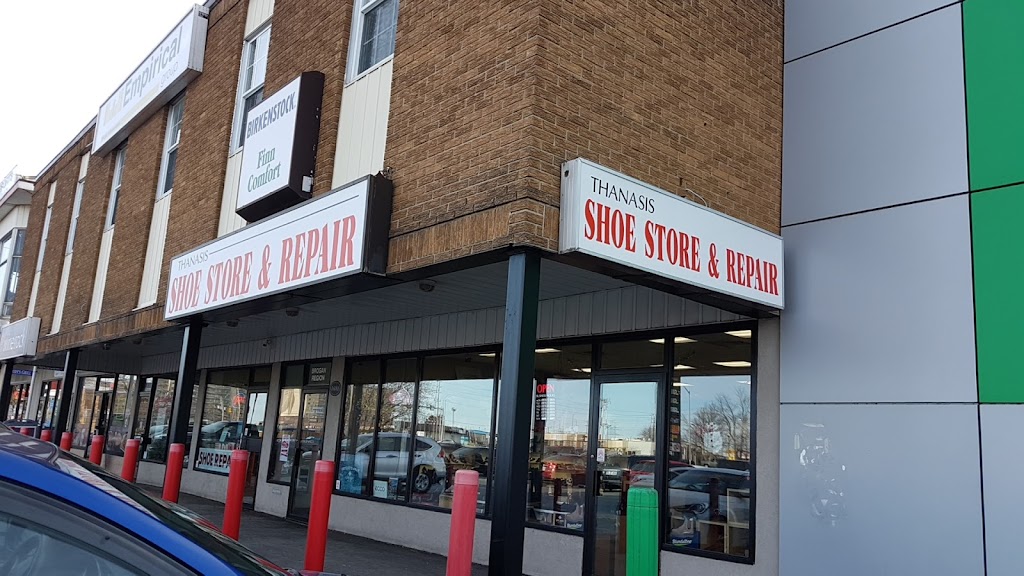 Empirical
BIRKENSTOCK.
Finn
Comfort
THANASIS
SHOE STORE & REPAIR
THANASIS
SHOE STORE & REPAIR
SHOE REPAIR